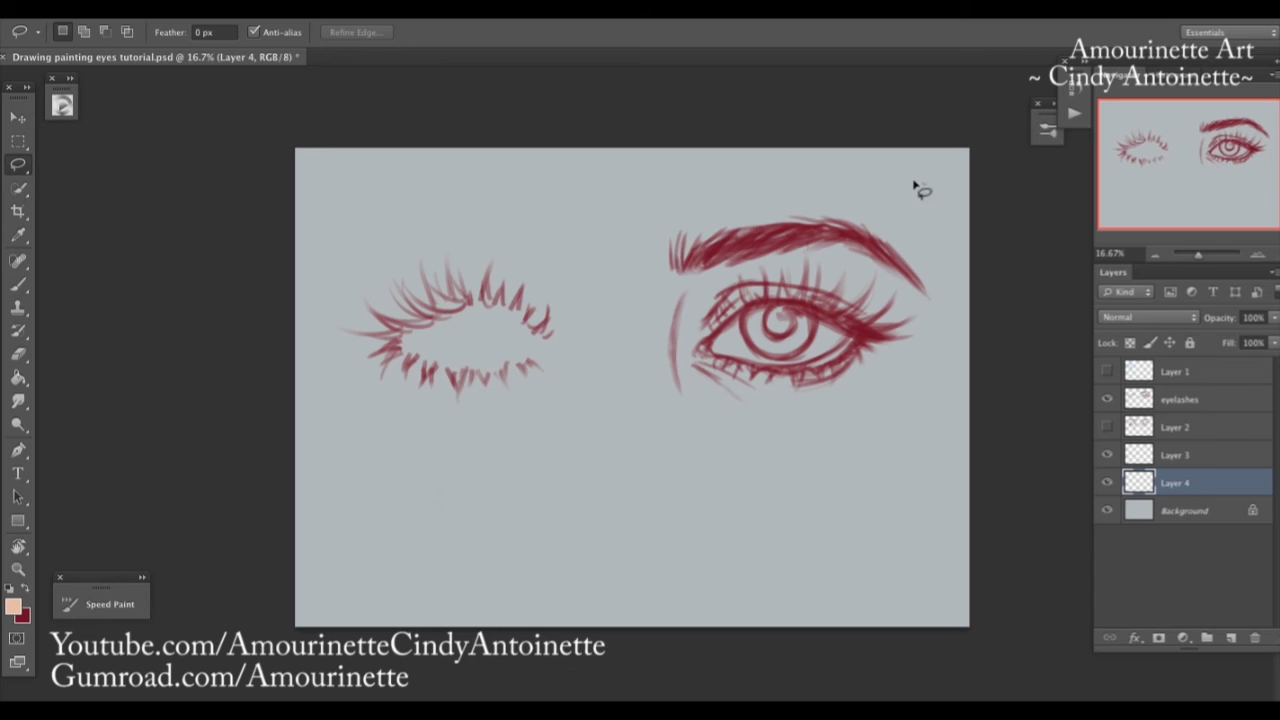 Feather: 0 px Anti-alias Refine Edge... Essentials
Drawing painting eyes tutorial.psd @ 16.7% (Layer 4, RGB/8) *
Amourinette Art
~ Cindy Antoinette~
16.67%
Layers
Kind
Normal Opacity: 100%
Lock: Fill: 100%
Layer 1
eyelashes
Layer 2
Layer 3
Layer 4
Background
Speed Paint
Youtube.com/AmourinetteCindyAntoinette
Gumroad.com/Amourinette